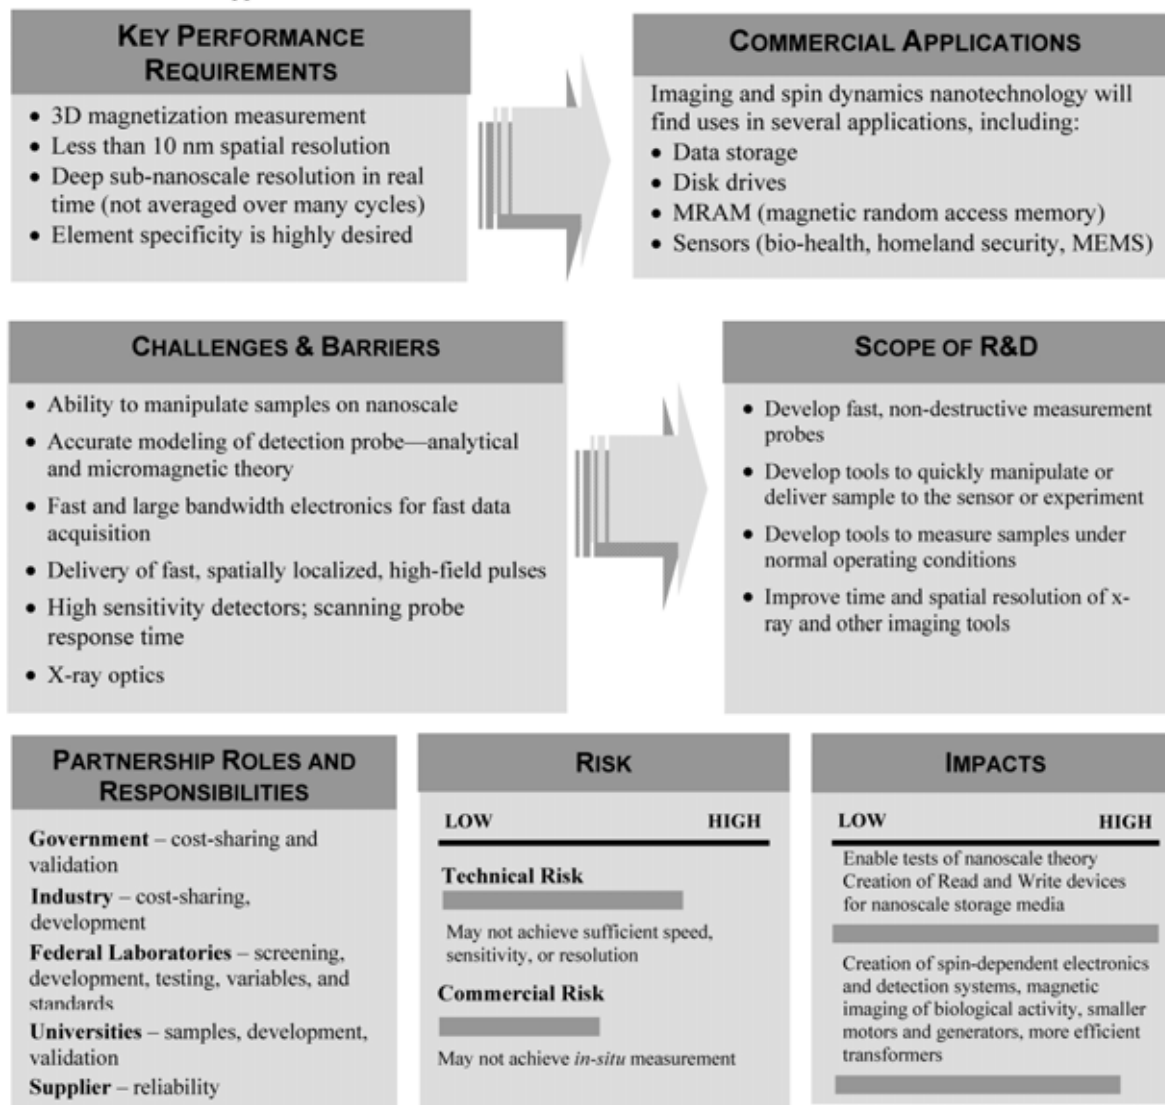 KEY PERFORMANCE
REQUIREMENTS
• 3D magnetization measurement
• Less than 10 nm spatial resolution
• Deep sub-nanoscale resolution in real
time (not averaged over many cycles)
• Element specificity is highly desired
COMMERCIAL APPLICATIONS
Imaging and spin dynamics nanotechnology will
find uses in several applications, including:
• Data storage
• Disk drives
• MRAM (magnetic random access memory)
• Sensors (bio-health, homeland security, MEMS)
CHALLENGES & BARRIERS
• Ability to manipulate samples on nanoscale
• Accurate modeling of detection probe—analytical
and micromagnetic theory
• Fast and large bandwidth electronics for fast data
acquisition
• Delivery of fast, spatially localized, high-field pulses
• High sensitivity detectors; scanning probe
response time
• X-ray optics
SCOPE OF R&D
• Develop fast, non-destructive measurement
probes
• Develop tools to quickly manipulate or
deliver sample to the sensor or experiment
• Develop tools to measure samples under
normal operating conditions
• Improve time and spatial resolution of x-
ray and other imaging tools
PARTNERSHIP ROLES AND
RESPONSIBILITIES
Government – cost-sharing and
validation
Industry – cost-sharing,
development
Federal Laboratories – screening,
development, testing, variables, and
standards
Universities – samples, development,
validation
Supplier – reliability
RISK
LOW HIGH
Technical Risk
May not achieve sufficient speed,
sensitivity, or resolution
Commercial Risk
May not achieve in-situ measurement
IMPACTS
LOW HIGH
Enable tests of nanoscale theory
Creation of Read and Write devices
for nanoscale storage media
Creation of spin-dependent electronics
and detection systems, magnetic
imaging of biological activity, smaller
motors and generators, more efficient
transformers